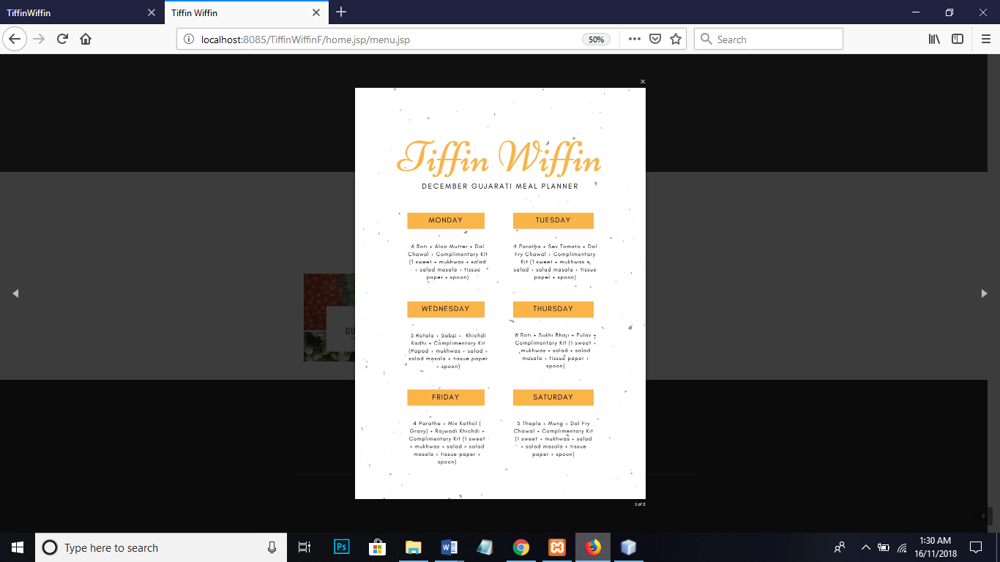 TiffinWiffin
Tiffin Wiffin
localhost:8085/TiffinWiffinF/home.jsp/menu.jsp
50%
Search
Tiffin Wiffin
DECEMBER GUJARATI MEAL PLANNER
MONDAY
6 Roti + Aloo Mutter + Dal
Chawal + Complimentary Kit
(1 sweet + mukhwas + salad
+ salad masala + tissue
paper + spoon)
TUESDAY
4 Paratha + Sev Tomato + Dal
Fry Chawal + Complimentary
Kit (1 sweet + mukhwas +
salad + salad masala + tissue
paper + spoon)
WEDNESDAY
3 Rotala + Sabzi + Khichdi
Kadhi + Complimentary Kit
(Papad + mukhwas + salad +
salad masala + tissue paper
+ spoon)
THURSDAY
6 Roti + Sukhi Bhaji + Pulav +
Complimentary Kit (1 sweet +
mukhwas + salad + salad
masala + tissue paper +
spoon)
FRIDAY
4 Paratha + Mix Kathol (
Gravy) + Rajwadi Khichdi +
Complimentary Kit (1 sweet
+ mukhwas + salad + salad
masala + tissue paper +
spoon)
SATURDAY
5 Thepla + Mung + Dal Fry
Chawal + Complimentary Kit
(1 sweet + mukhwas + salad
+ salad masala + tissue
paper + spoon)
GU
Ps
W
Type here to search
1:30 AM
16/11/2018